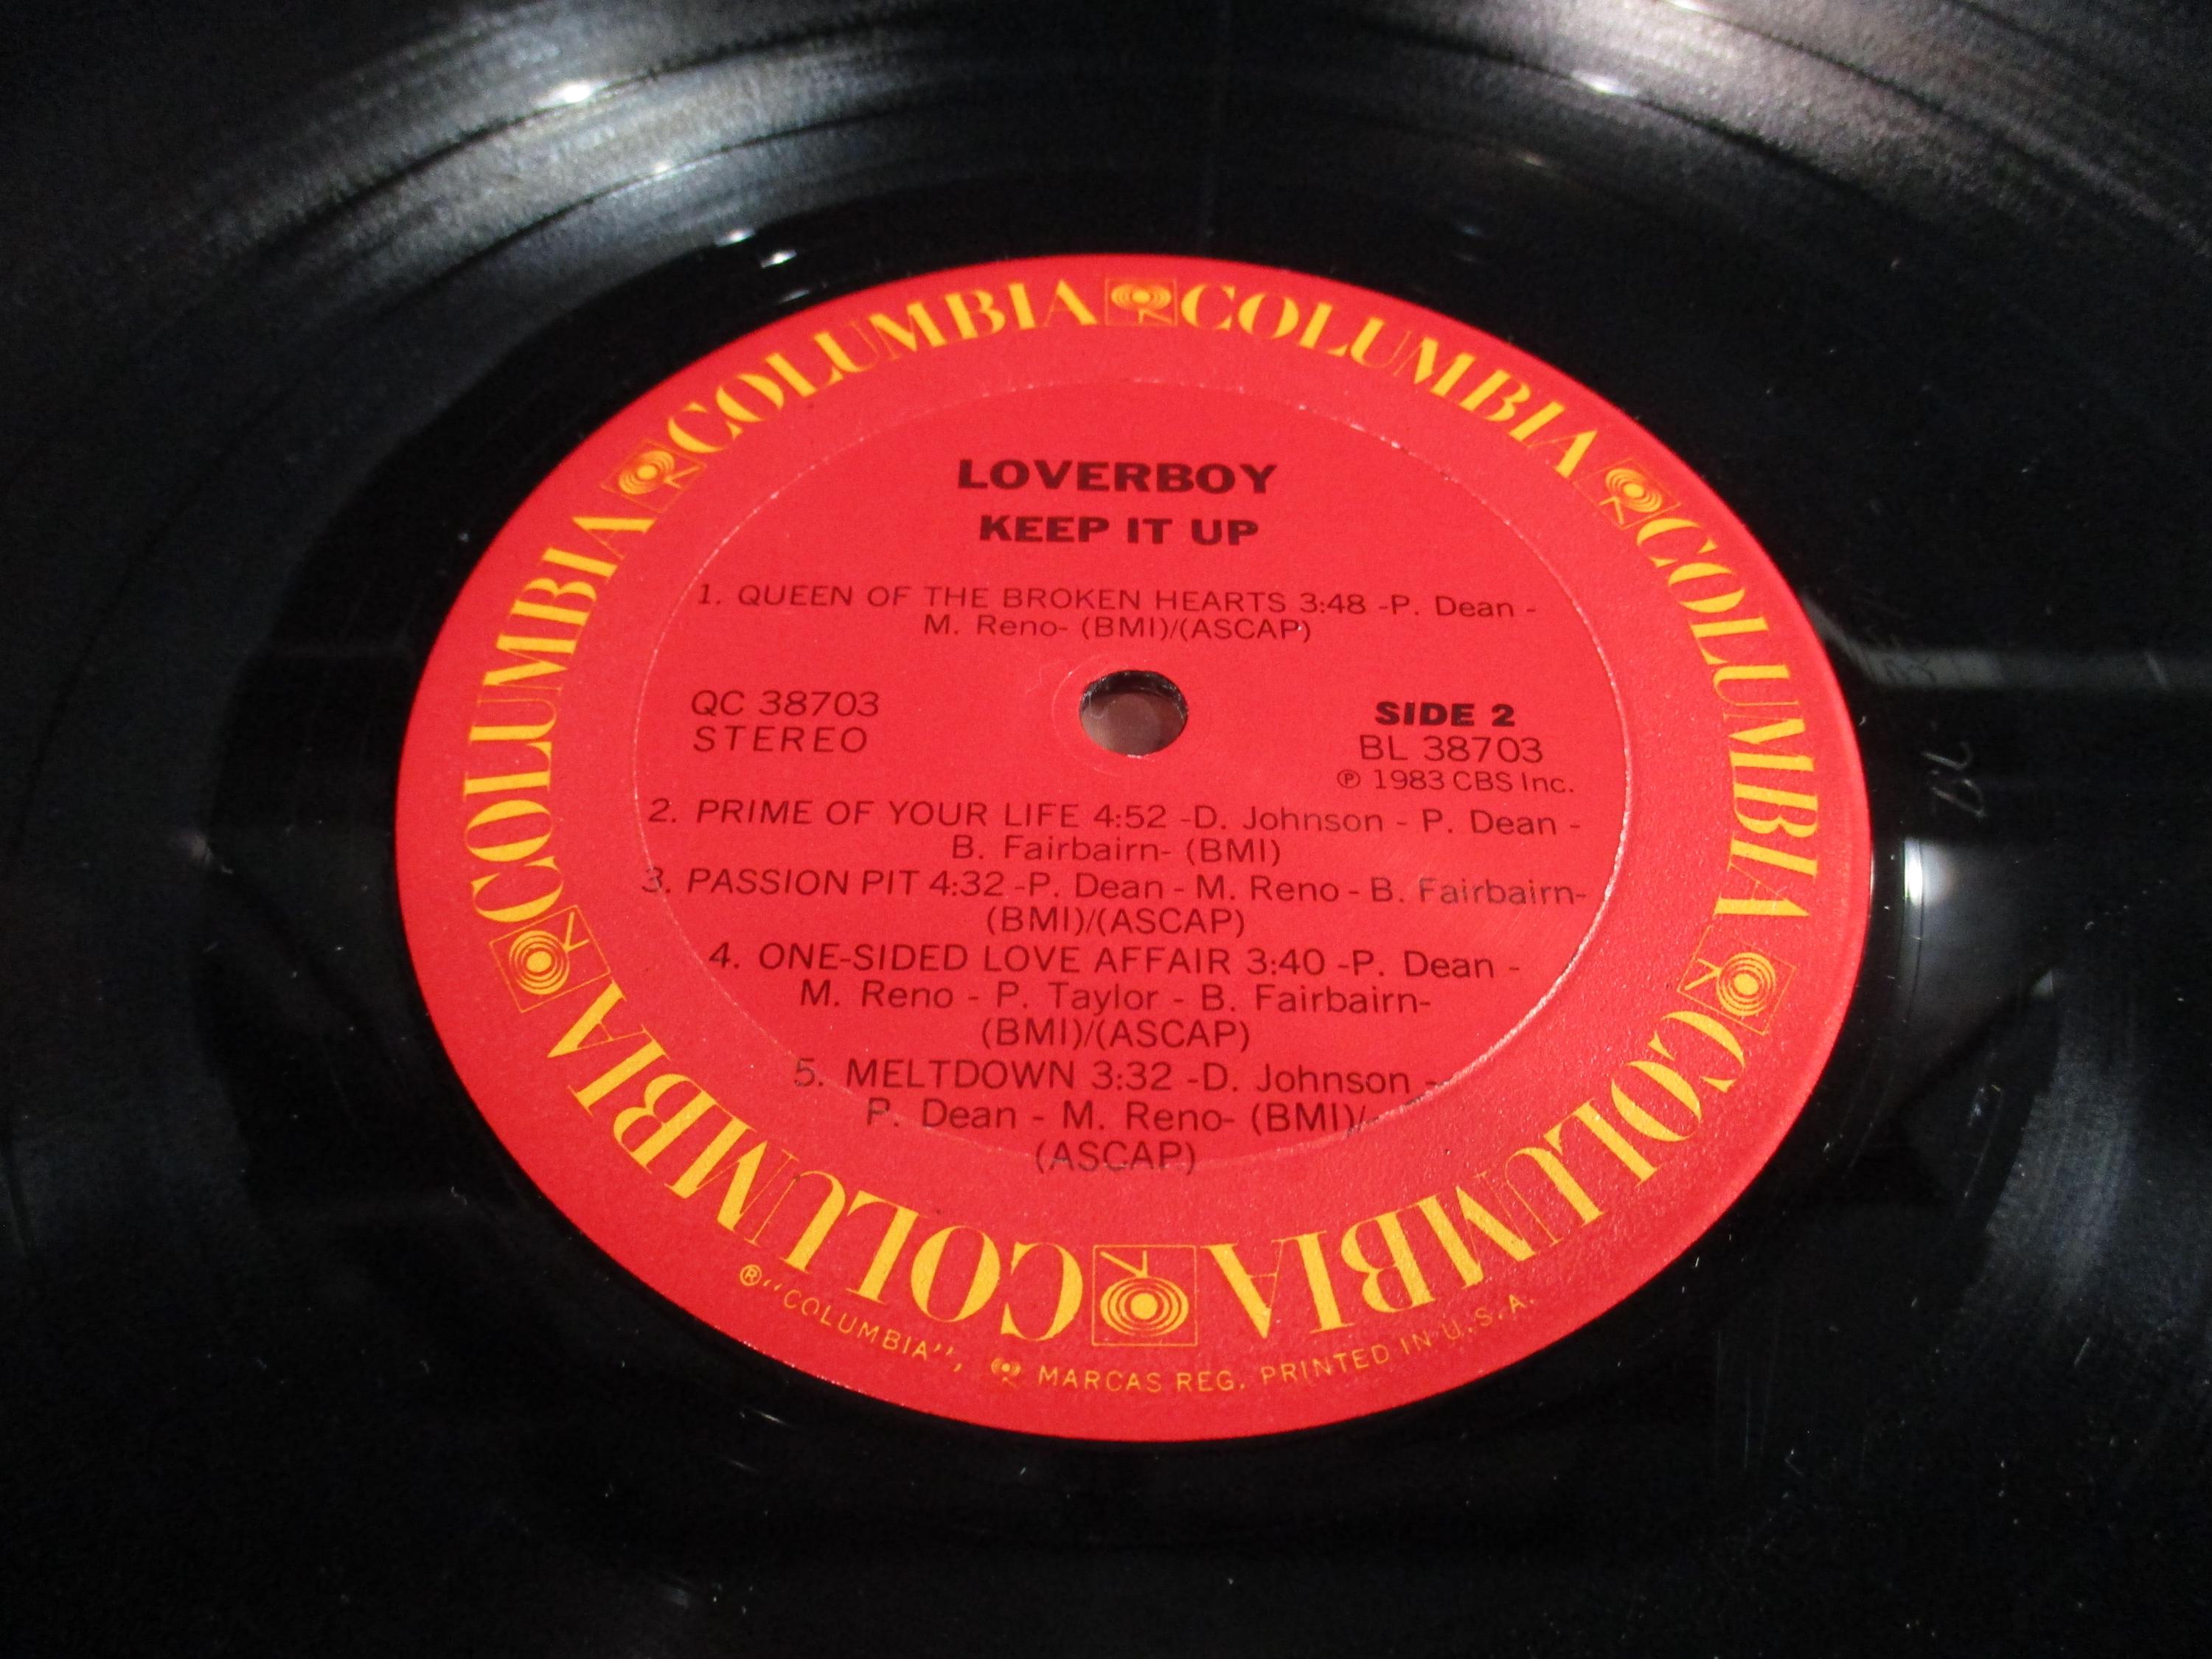 COLUMBIA COLUMBIA COLUMBIA COLUMBIA COLUMBIA COLUMBIA
LOVERBOY
KEEP IT UP
1. QUEEN OF THE BROKEN HEARTS 3:48 -P. Dean -
M. Reno- (BMI)/(ASCAP)
QC 38703
STEREO
SIDE 2
BL 38703
℗ 1983 CBS Inc.
2. PRIME OF YOUR LIFE 4:52 -D. Johnson - P. Dean -
B. Fairbairn- (BMI)
3. PASSION PIT 4:32 -P. Dean - M. Reno - B. Fairbairn-
(BMI)/(ASCAP)
4. ONE-SIDED LOVE AFFAIR 3:40 -P. Dean -
M. Reno - P. Taylor - B. Fairbairn-
(BMI)/(ASCAP)
5. MELTDOWN 3:32 -D. Johnson -
P. Dean - M. Reno- (BMI)/-
(ASCAP)
® "COLUMBIA", MARCAS REG. PRINTED IN U.S.A.
BL